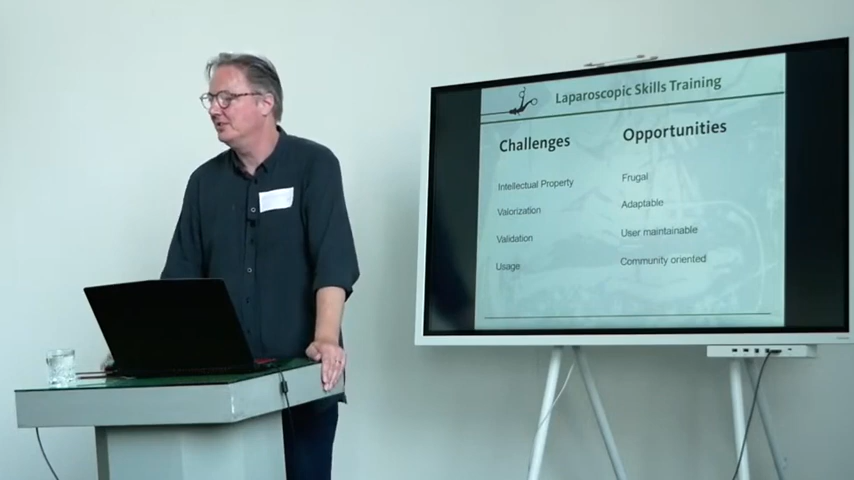 Laparoscopic Skills Training
Challenges
Intellectual Property
Valorization
Validation
Usage
Opportunities
Frugal
Adaptable
User maintainable
Community oriented